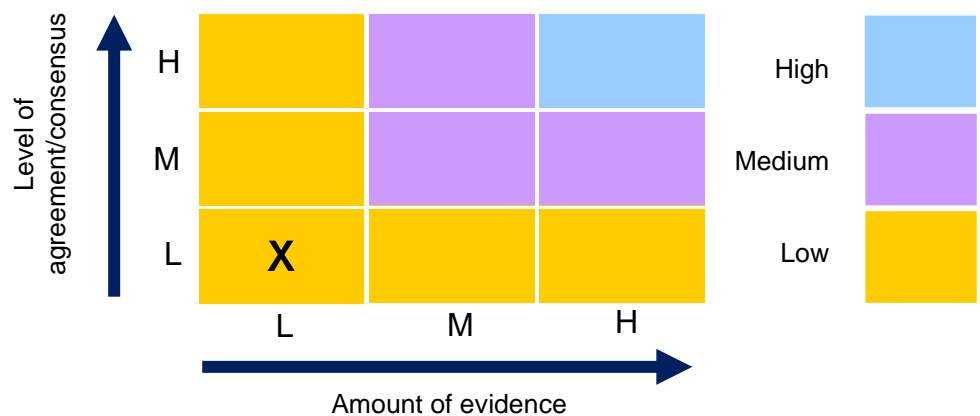 Level of
agreement/consensus
H
M
L
X
L M H
Amount of evidence
High
Medium
Low